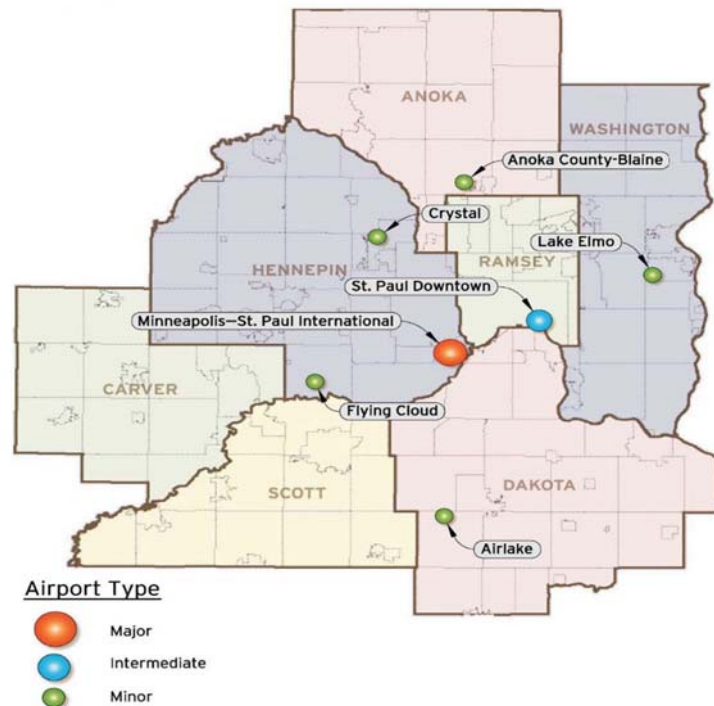 ANOKA
WASHINGTON
Anoka County-Blaine
Crystal
Lake Elmo
HENNEPIN
RAMSEY
St. Paul Downtown
Minneapolis—St. Paul International
CARVER
Flying Cloud
SCOTT
DAKOTA
Airlake
Airport Type
Major
Intermediate
Minor